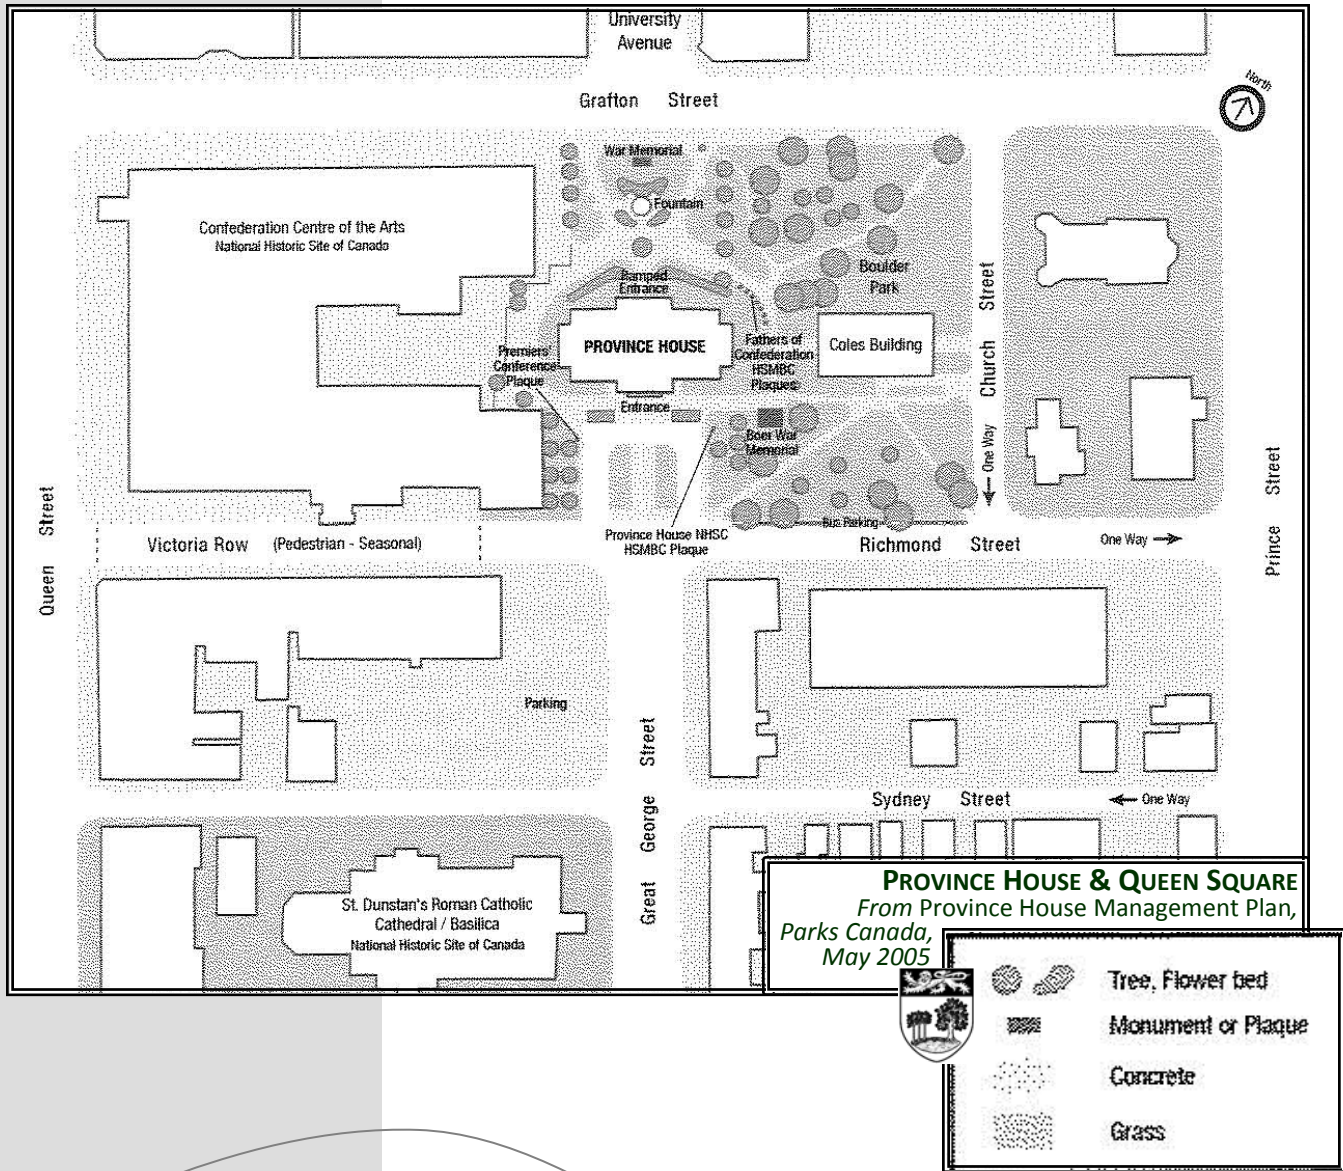 University
Avenue
Grafton Street
North
War Memorial
Fountain
Confederation Centre of the Arts
National Historic Site of Canada
Ramped
Entrance
Boulder
Park
PROVINCE HOUSE
Premiers'
Conference
Plaque
Fathers of
Confederation
HSMBC
Plaques
Coles Building
Church Street
One Way
Entrance
Boer War
Memorial
Bus Parking
Queen Street
Prince Street
Victoria Row (Pedestrian - Seasonal)
Province House NHSC
HSMBC Plaque
Richmond Street
One Way
Parking
Great George Street
Sydney Street
One Way
St. Dunstan's Roman Catholic
Cathedral / Basilica
National Historic Site of Canada
PROVINCE HOUSE & QUEEN SQUARE
From Province House Management Plan,
Parks Canada,
May 2005
Tree, Flower bed
Monument or Plaque
Concrete
Grass